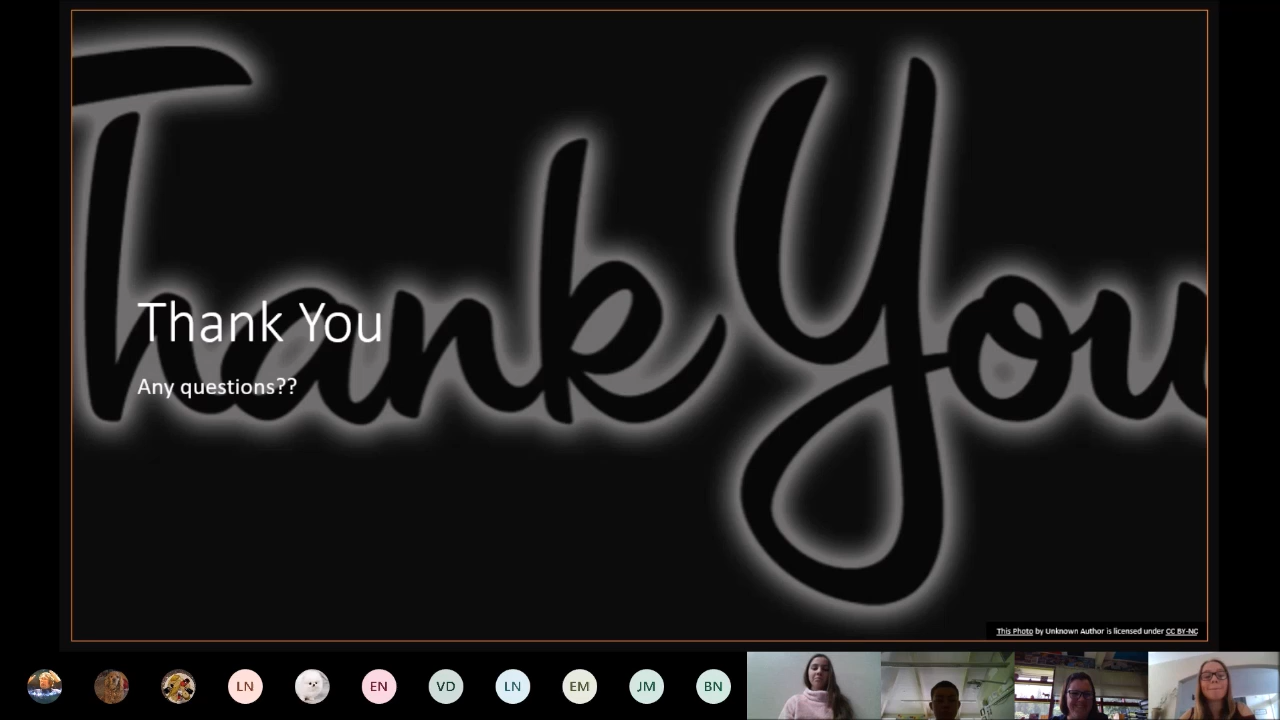 Thank You
Thank You
Any questions??
This Photo by Unknown Author is licensed under CC BY-NC
LN
EN
VD
LN
EM
JM
BN